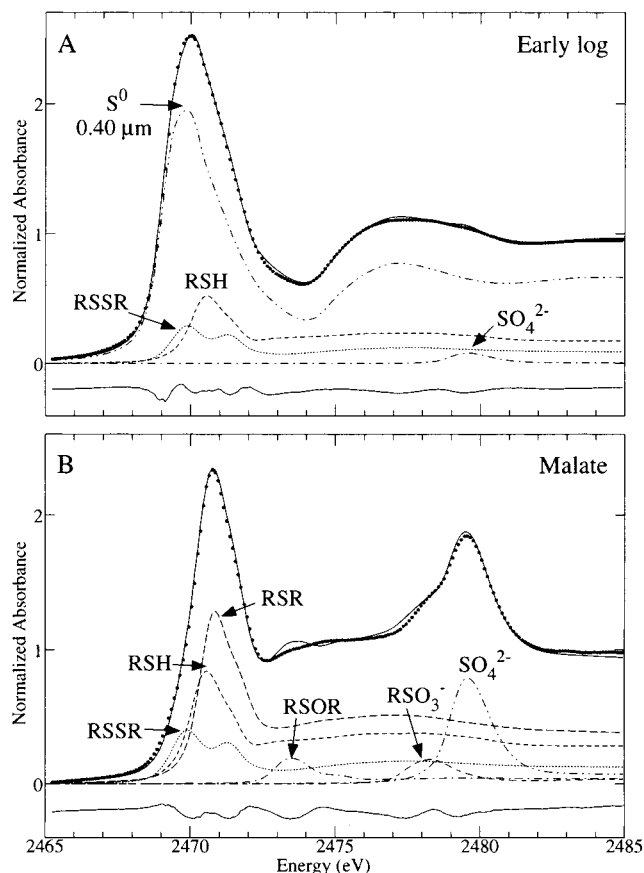 A
Early log
2
S⁰
0.40 μm
Normalized Absorbance
1
RSH
RSSR
SO₄²⁻
0
B
Malate
2
RSR
Normalized Absorbance
RSH
SO₄²⁻
1
RSOR
RSO₃⁻
RSSR
0
2465 2470 2475 2480 2485
Energy (eV)